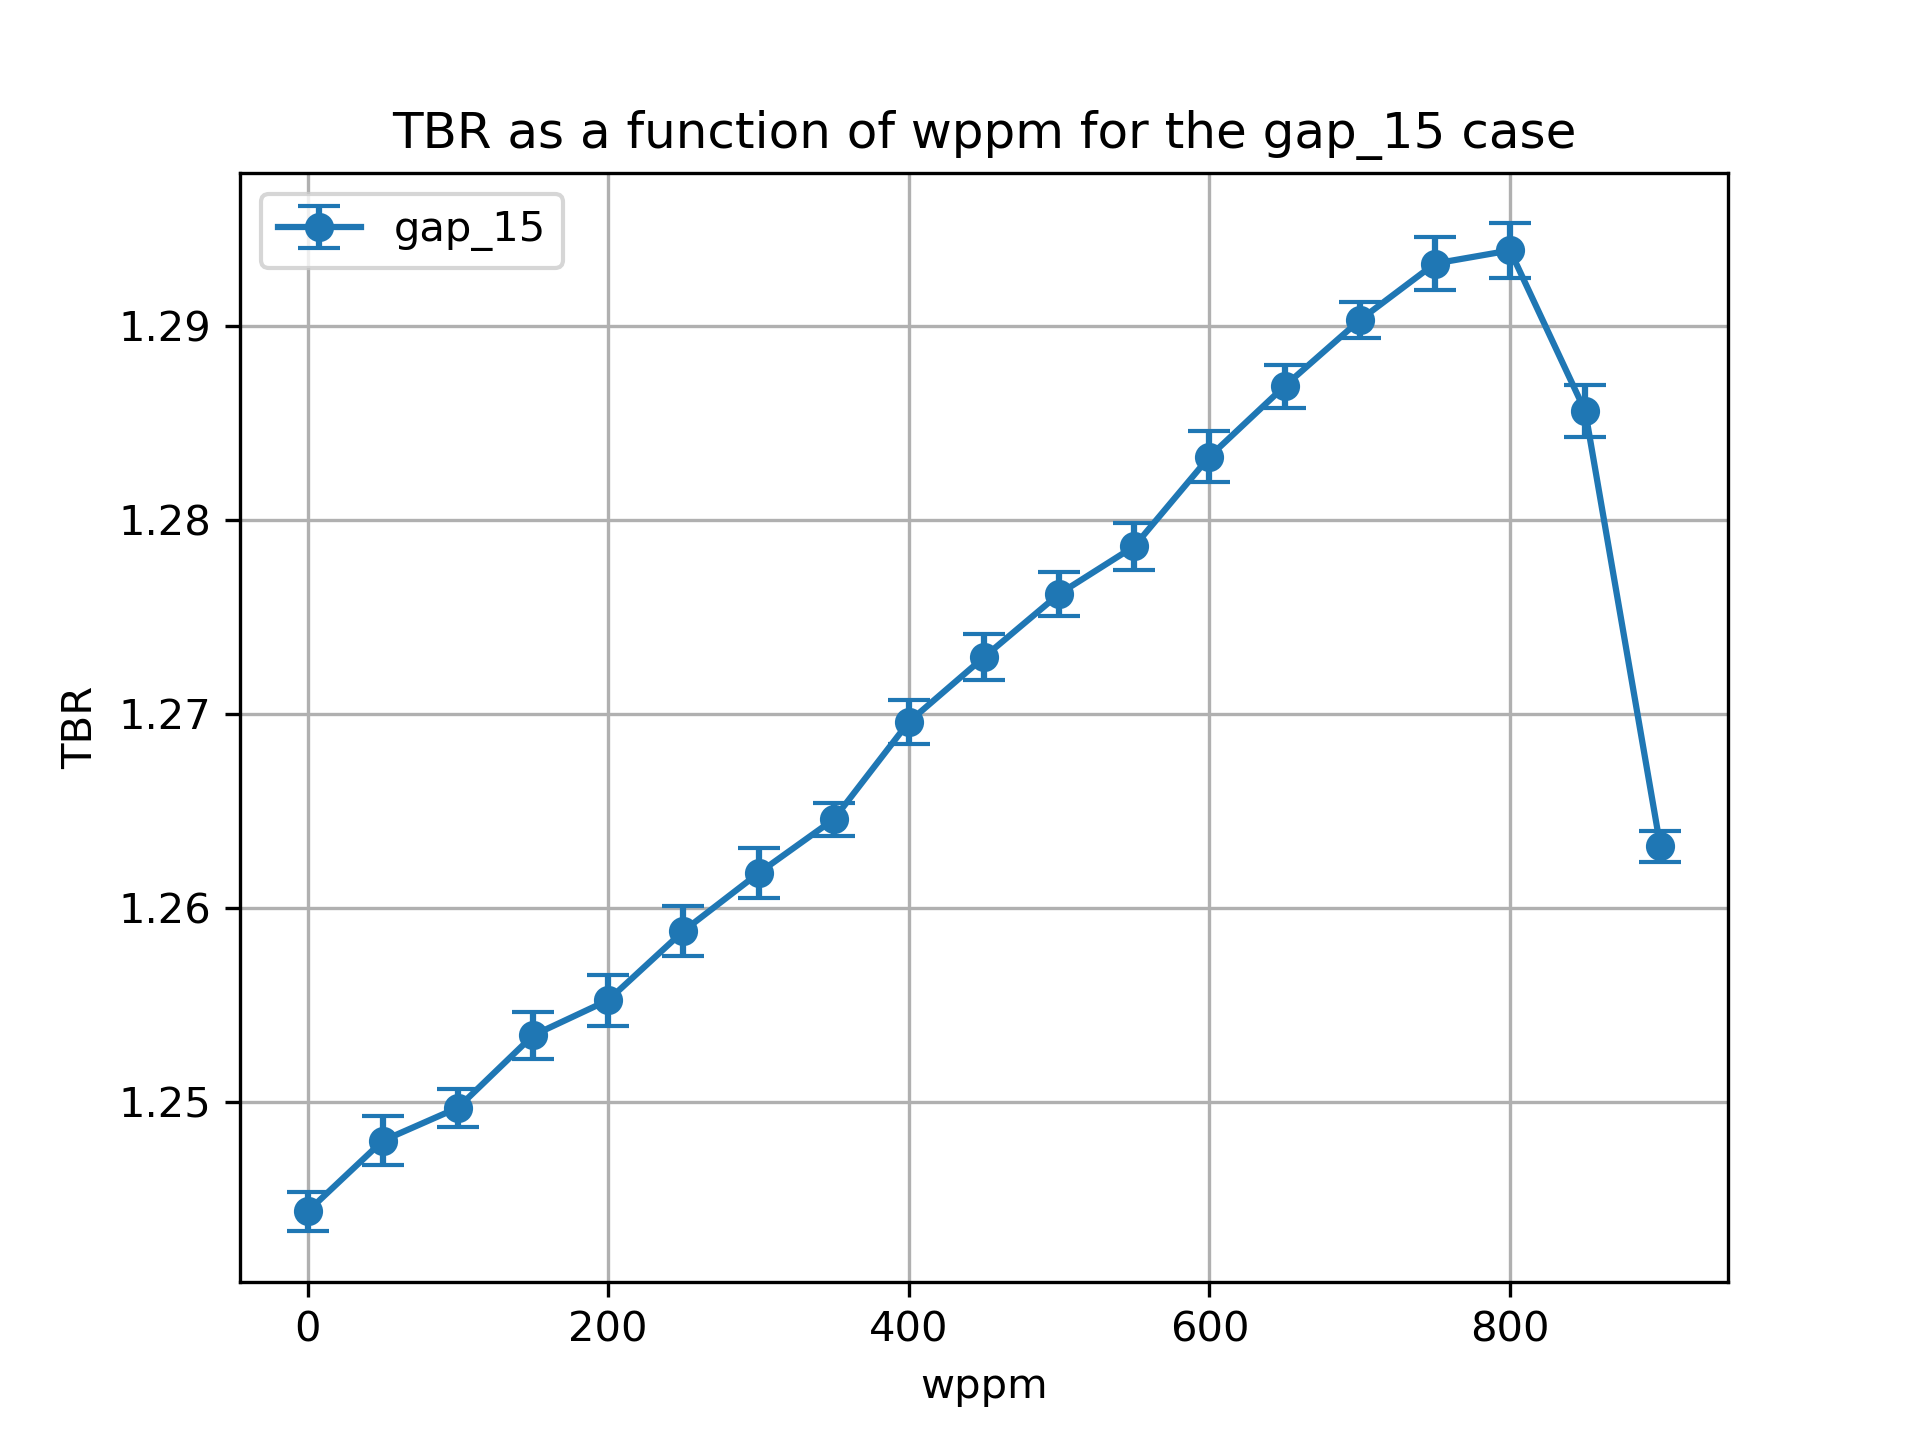 TBR as a function of wppm for the gap_15 case
gap_15
1.29
1.28
1.27
1.26
1.25
TBR
0 200 400 600 800
wppm